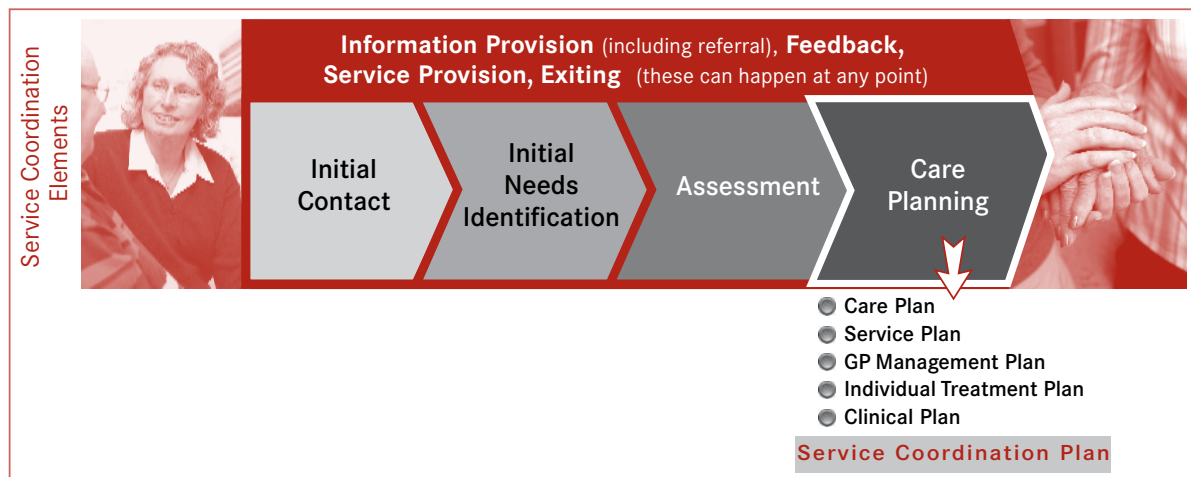 Service Coordination
Elements
Information Provision (including referral), Feedback,
Service Provision, Exiting (these can happen at any point)
Initial
Contact
Initial
Needs
Identification
Assessment
Care
Planning
Care Plan
Service Plan
GP Management Plan
Individual Treatment Plan
Clinical Plan
Service Coordination Plan